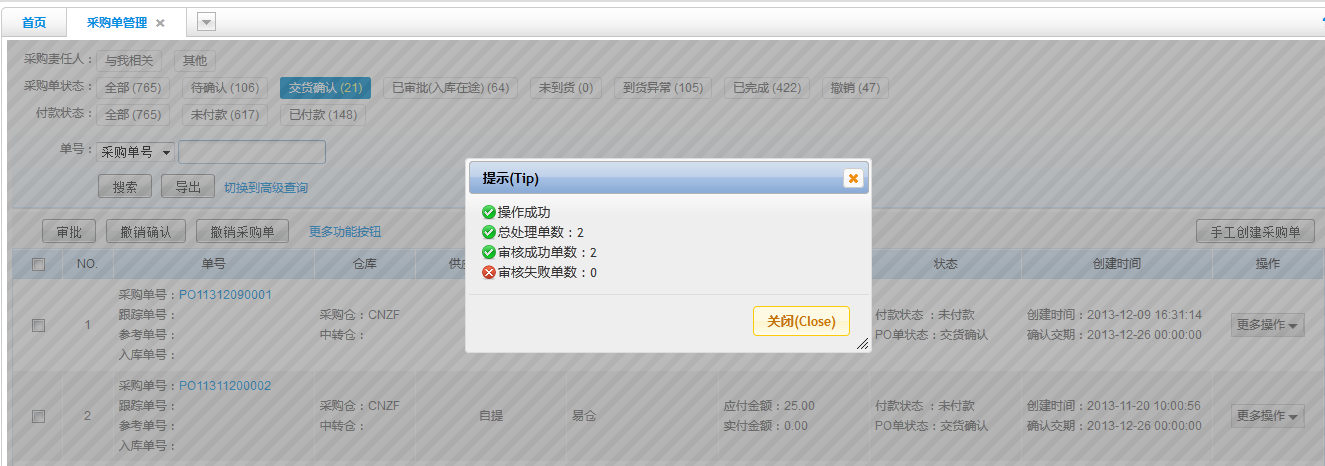 首页 采购单管理
采购责任人： 与我相关 其他
采购单状态： 全部 (765) 待确认 (106) 交货确认 (21) 已审批(入库在途) (64) 未到货 (0) 到货异常 (105) 已完成 (422) 撤销 (47)
付款状态： 全部 (765) 未付款 (617) 已付款 (148)
单号： 采购单号
搜索 导出 切换到高级查询
提示(Tip)
操作成功
总处理单数：2
审核成功单数：2
审核失败单数：0
关闭(Close)
审批 撤销确认 撤销采购单 更多功能按钮 手工创建采购单
NO. 单号 仓库 状态 创建时间 操作
采购单号：PO11312090001
跟踪单号：
参考单号：
入库单号：
1
采购仓：CNZF
中转仓：
付款状态 ：未付款
PO单状态：交货确认
创建时间：2013-12-09 16:31:14
确认交期：2013-12-26 00:00:00
更多操作
采购单号：PO11311200002
跟踪单号：
参考单号：
入库单号：
2
采购仓：CNZF
中转仓：
自提
易仓
应付金额：25.00
实付金额：0.00
付款状态 ：未付款
PO单状态：交货确认
创建时间：2013-11-20 10:00:56
确认交期：2013-12-26 00:00:00
更多操作